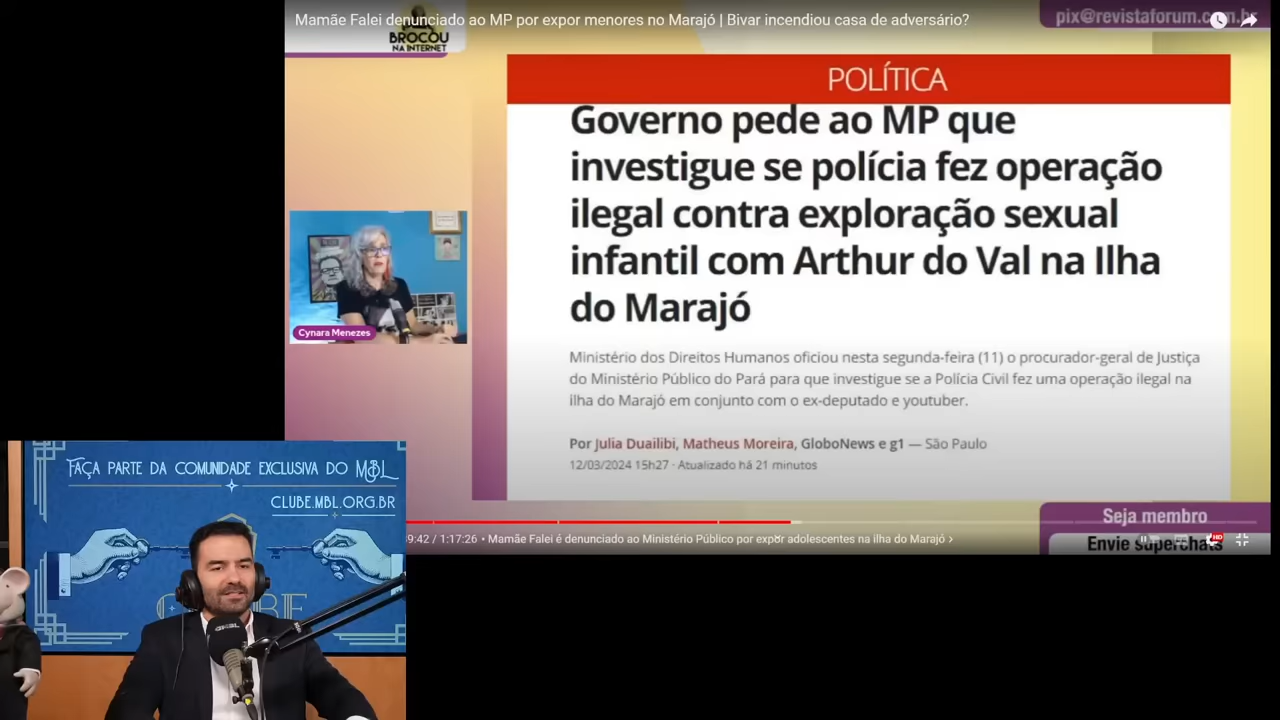 Mamãe Falei denunciado ao MP por expor menores no Marajó | Bivar incendiou casa de adversário?
pix@revistaforum.com.br
BROCOU
NA INTERNET
POLÍTICA
Governo pede ao MP que
investigue se polícia fez operação
ilegal contra exploração sexual
infantil com Arthur do Val na Ilha
do Marajó
Cynara Menezes
Ministério dos Direitos Humanos oficiou nesta segunda-feira (11) o procurador-geral de Justiça
do Ministério Público do Pará para que investigue se a Polícia Civil fez uma operação ilegal na
ilha do Marajó em conjunto com o ex-deputado e youtuber.
Por Julia Duailibi, Matheus Moreira, GloboNews e g1 — São Paulo
12/03/2024 15h27 · Atualizado há 21 minutos
Seja membro
Envie superchats
9:42 / 1:17:26 • Mamãe Falei é denunciado ao Ministério Público por expor adolescentes na ilha do Marajó ›
HD
FAÇA PARTE DA COMUNIDADE EXCLUSIVA DO MBL
CLUBE.MBL.ORG.BR